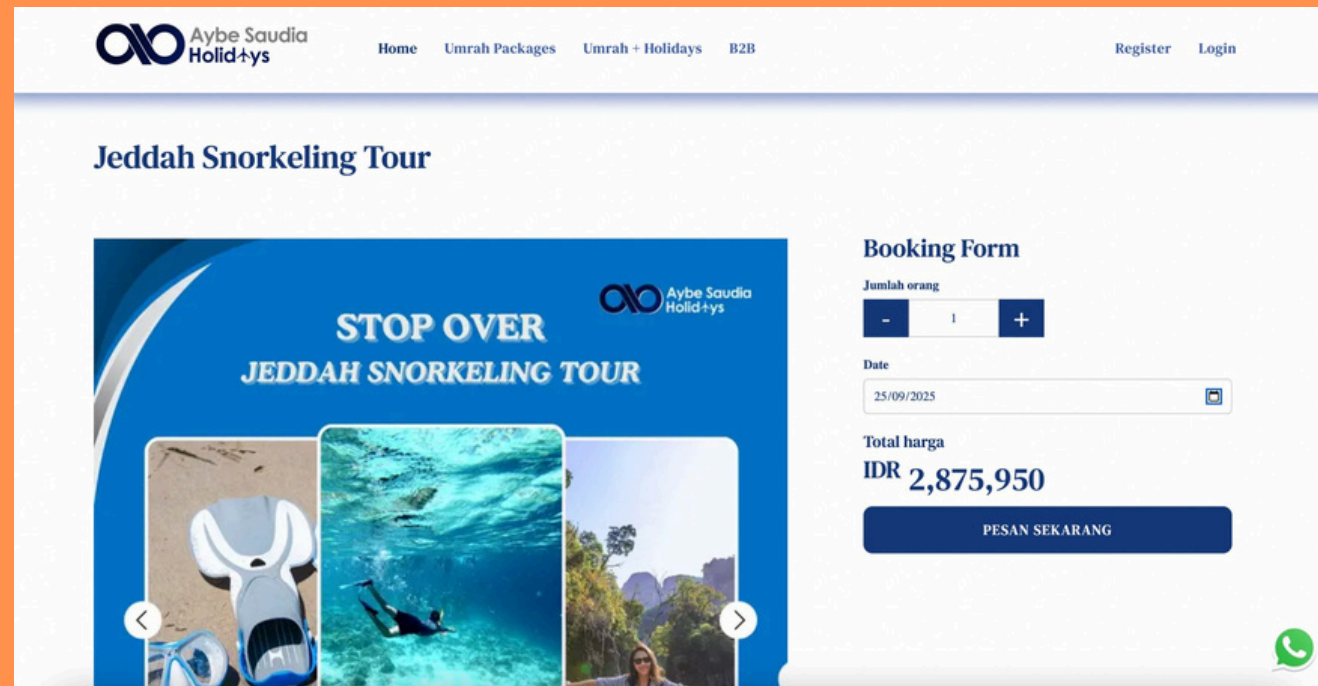 Aybe Saudia
Holidays
Home Umrah Packages Umrah + Holidays B2B
Register Login
Jeddah Snorkeling Tour
Aybe Saudia
Holidays
STOP OVER
JEDDAH SNORKELING TOUR
Booking Form
Jumlah orang
- 1 +
Date
25/09/2025
Total harga
IDR 2,875,950
PESAN SEKARANG